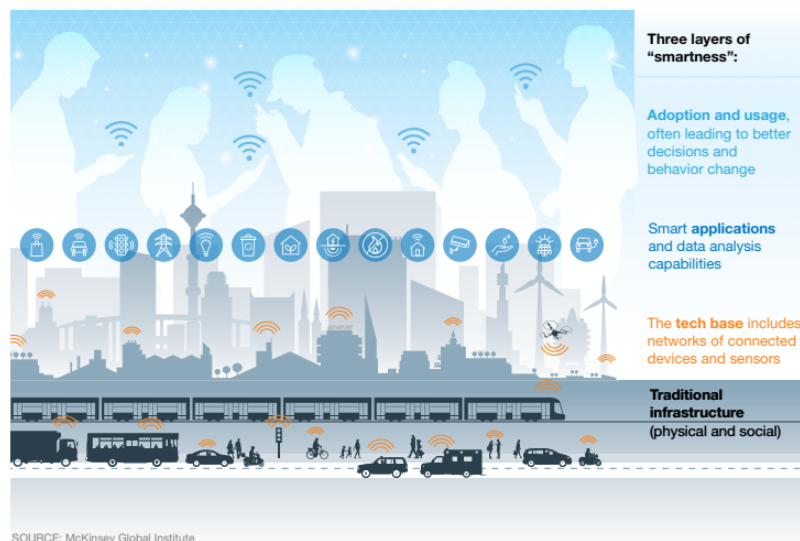 Three layers of
“smartness”:
Adoption and usage,
often leading to better
decisions and
behavior change
Smart applications
and data analysis
capabilities
The tech base includes
networks of connected
devices and sensors
Traditional
infrastructure
(physical and social)
SOURCE: McKinsey Global Institute